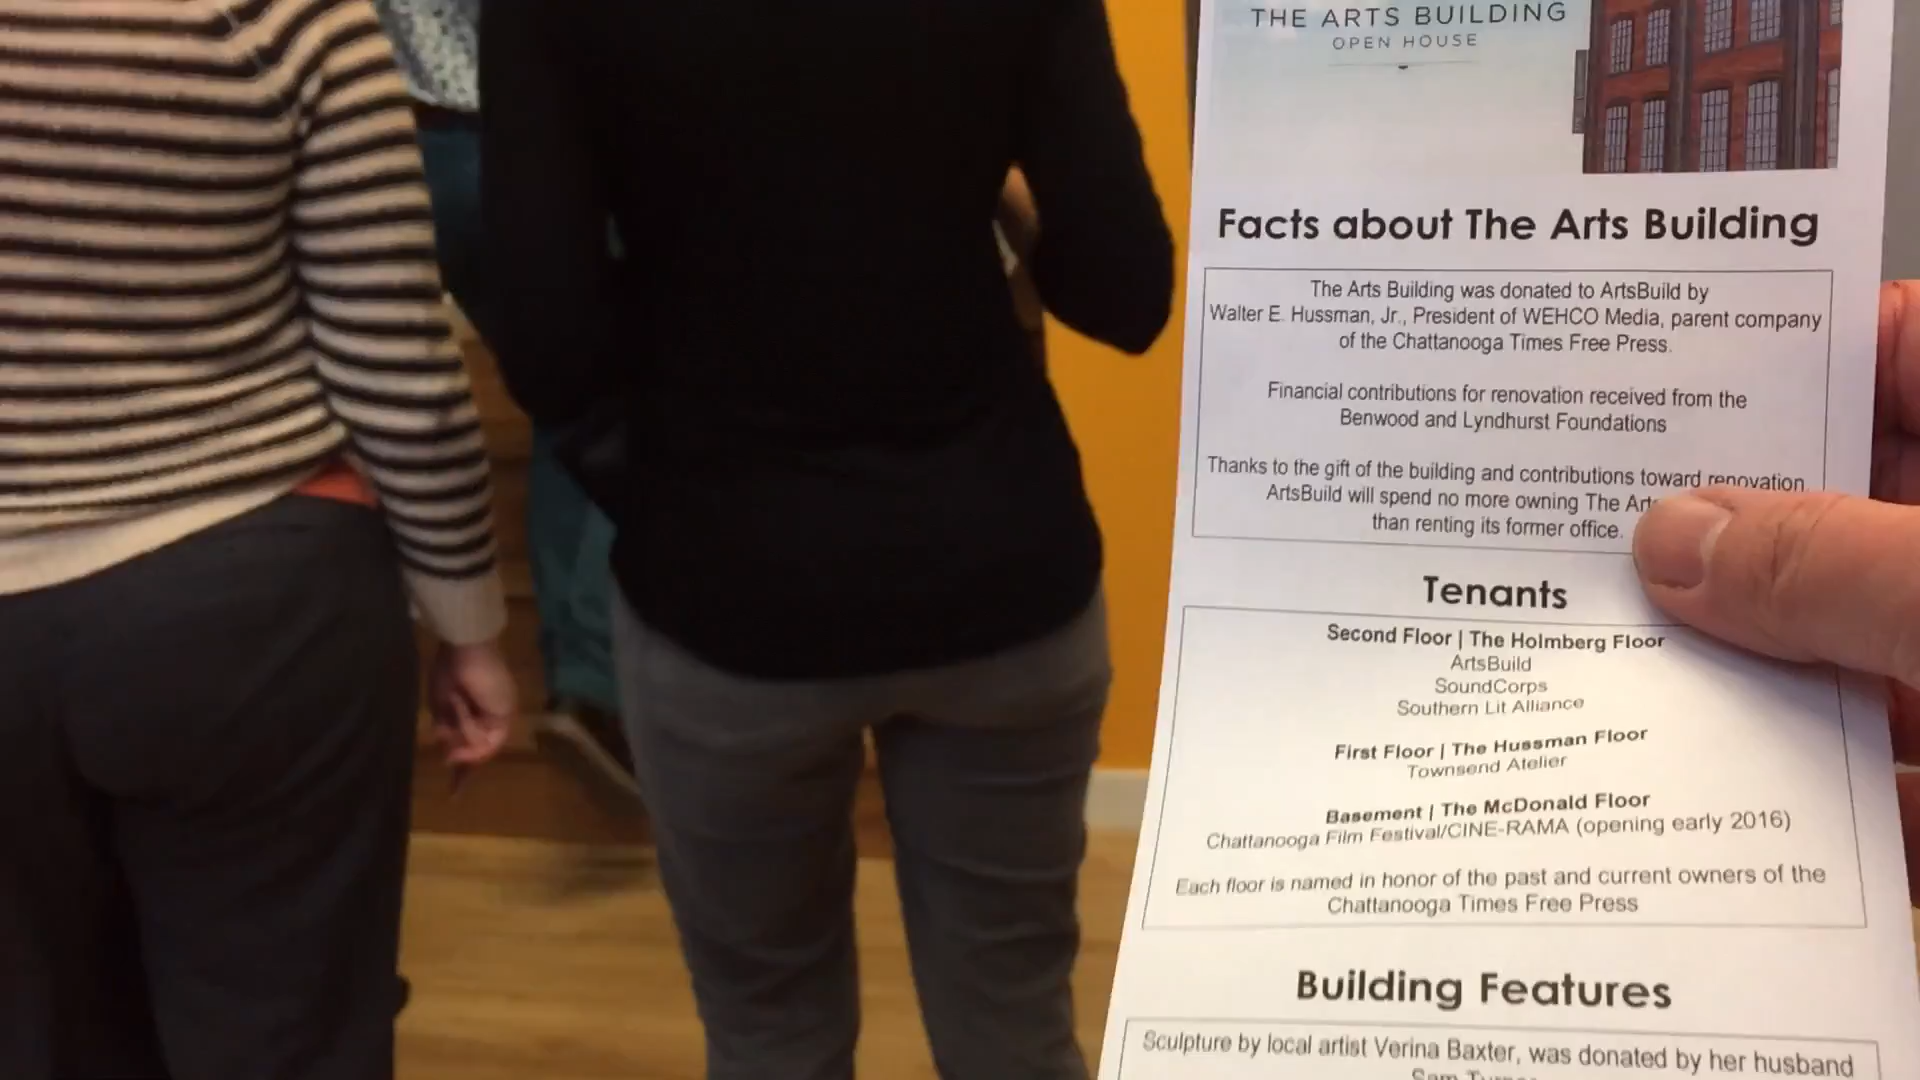 THE ARTS BUILDING
OPEN HOUSE
Facts about The Arts Building
The Arts Building was donated to ArtsBuild by
Walter E. Hussman, Jr., President of WEHCO Media, parent company
of the Chattanooga Times Free Press.
Financial contributions for renovation received from the
Benwood and Lyndhurst Foundations
Thanks to the gift of the building and contributions toward renovation
ArtsBuild will spend no more owning The
than renting its former office.
Tenants
Second Floor | The Holmberg Floor
ArtsBuild
SoundCorps
Southern Lit Alliance
First Floor | The Hussman Floor
Townsend Atelier
Basement | The McDonald Floor
Chattanooga Film Festival/CINE-RAMA (opening early 2016)
Each floor is named in honor of the past and current owners of the
Chattanooga Times Free Press
Building Features
Sculpture by local artist Verina Baxter, was donated by her husband